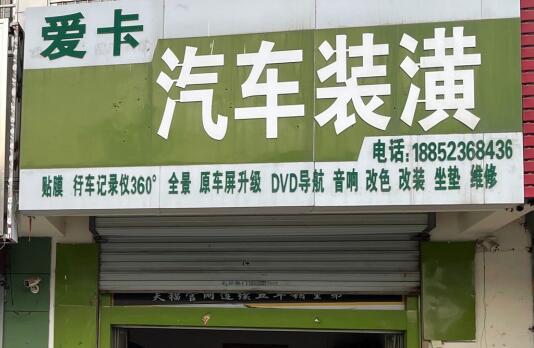 爱卡
汽车装潢
电话:18852368436
贴膜 行车记录仪360° 全景 原车屏升级 DVD导航 音响 改色 改装 坐垫 维修